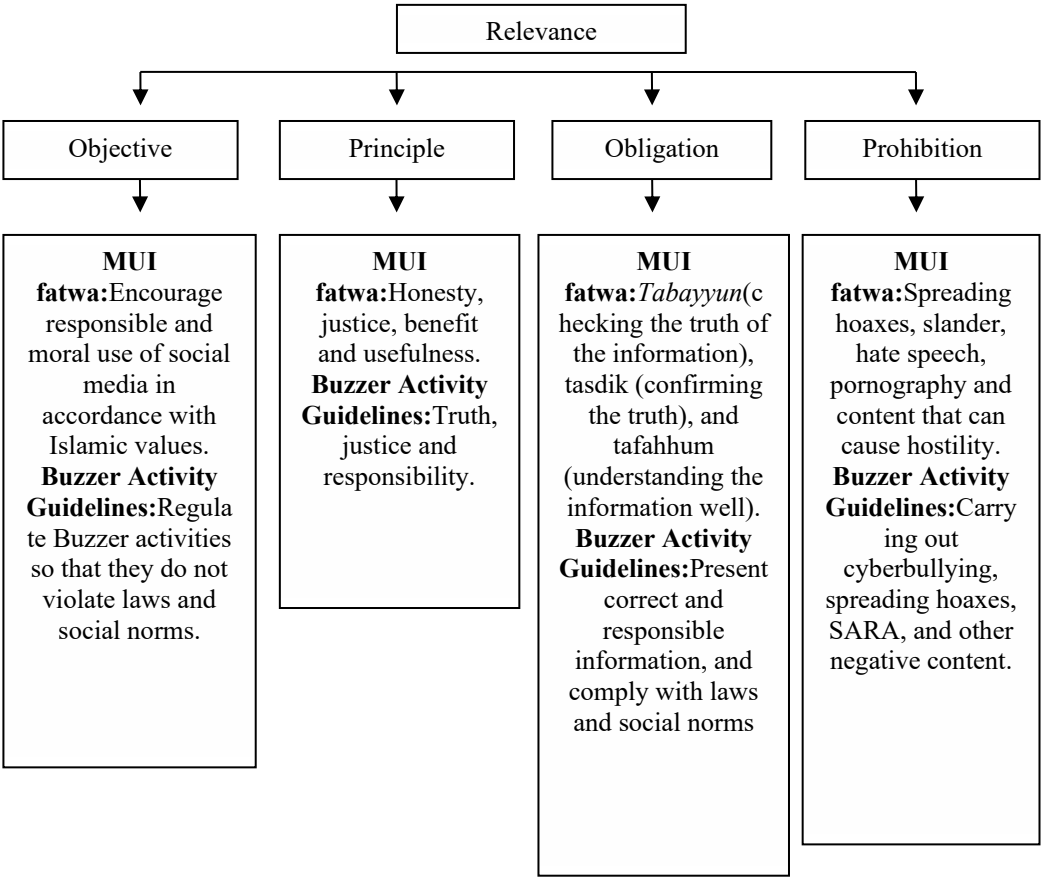 Relevance
Objective
Principle
Obligation
Prohibition
MUI
fatwa:Encourage
responsible and
moral use of social
media in
accordance with
Islamic values.
Buzzer Activity
Guidelines:Regula
te Buzzer activities
so that they do not
violate laws and
social norms.
MUI
fatwa:Honesty,
justice, benefit
and usefulness.
Buzzer Activity
Guidelines:Truth,
justice and
responsibility.
MUI
fatwa:Tabayyun(c
hecking the truth of
the information),
tasdik (confirming
the truth), and
tafahhum
(understanding the
information well).
Buzzer Activity
Guidelines:Present
correct and
responsible
information, and
comply with laws
and social norms
MUI
fatwa:Spreading
hoaxes, slander,
hate speech,
pornography and
content that can
cause hostility.
Buzzer Activity
Guidelines:Carry
ing out
cyberbullying,
spreading hoaxes,
SARA, and other
negative content.